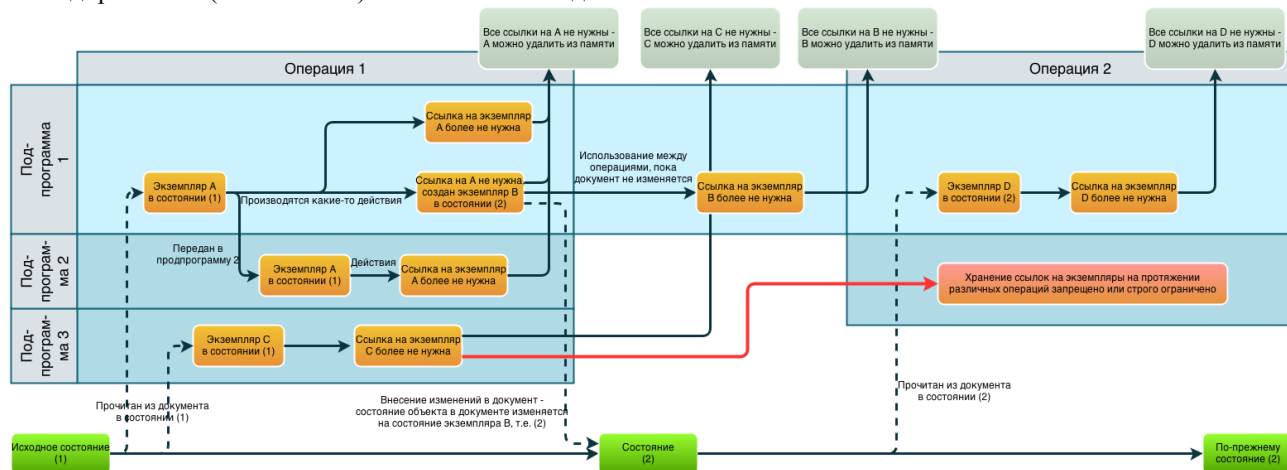 Все ссылки на А не нужны -
А можно удалить из памяти
Все ссылки на С не нужны -
С можно удалить из памяти
Все ссылки на В не нужны -
В можно удалить из памяти
Все ссылки на D не нужны -
D можно удалить из памяти
Операция 1
Операция 2
Под-
программа
1
Ссылка на экземпляр
А более не нужна
Экземпляр А
в состоянии (1)
Производятся какие-то действия
Ссылка на А не нужна,
создан экземпляр В
в состоянии (2)
Использование между
операциями, пока
документ не изменяется
Ссылка на экземпляр
В более не нужна
Экземпляр D
в состоянии (2)
Ссылка на экземпляр
D более не нужна
Под-
програм-
ма 2
Передан в
продпрограмму 2
Экземпляр А
в состоянии (1)
Действия
Ссылка на экземпляр
А более не нужна
Хранение ссылок на экземпляры на протяжении
различных операций запрещено или строго ограничено
Под-
програм-
ма 3
Экземпляр С
в состоянии (1)
Ссылка на экземпляр
С более не нужна
Прочитан из документа
в состоянии (1)
Внесение изменений в документ -
состояние объекта в документе изменяется
на состояние экземпляра В, т.е. (2)
Прочитан из документа
в состоянии (2)
Исходное состояние
(1)
Состояние
(2)
По-прежнему
состояние (2)